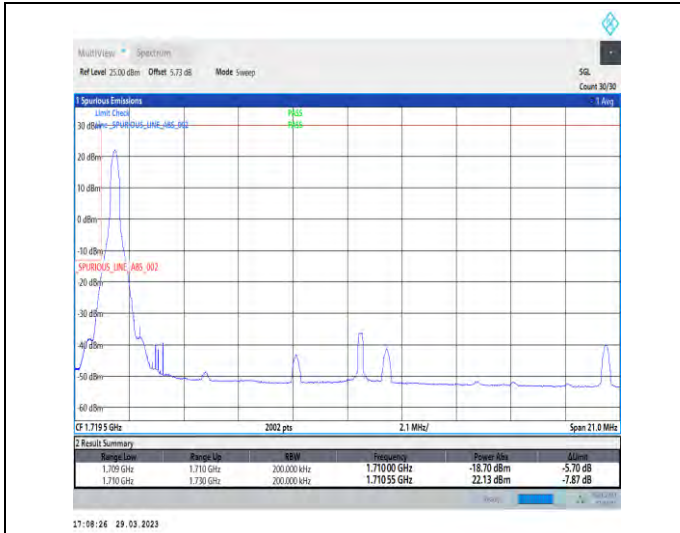 MultiView Spectrum
Ref Level 25.00 dBm Offset 5.73 dB Mode Sweep SGL
Count 30/30
1 Spurious Emissions 1 Avg
Limit Check PASS
30 dBm Line _SPURIOUS_LINE_ABS_002 PASS
20 dBm
10 dBm
0 dBm
-10 dBm
_SPURIOUS_LINE_ABS_002
-20 dBm
-30 dBm
-40 dBm
-50 dBm
-60 dBm
CF 1.719 5 GHz 2002 pts 2.1 MHz/ Span 21.0 MHz
2 Result Summary
Range Low Range Up RBW Frequency Power Abs ΔLimit
1.709 GHz 1.710 GHz 200.000 kHz 1.710 00 GHz -18.70 dBm -5.70 dB
1.710 GHz 1.730 GHz 200.000 kHz 1.710 55 GHz 22.13 dBm -7.87 dB
17:08:26 29.03.2023